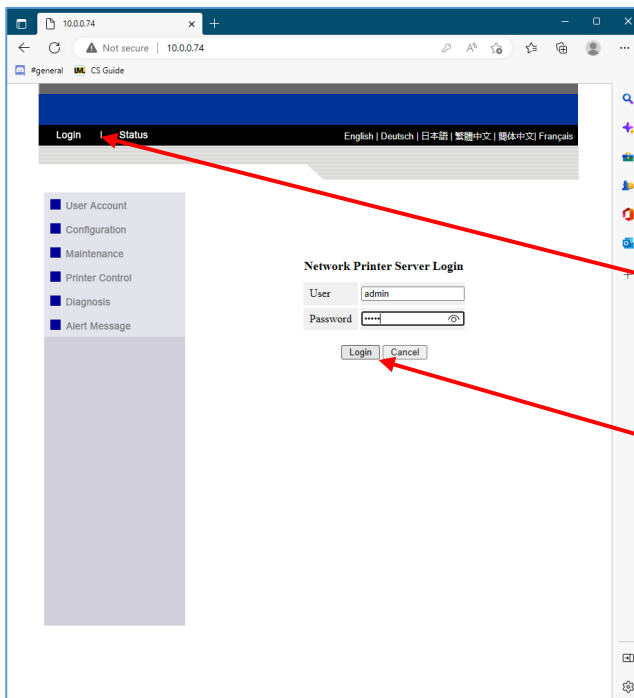 10.0.0.74
Not secure | 10.0.0.74
#general IML CS Guide
Login | Status
English | Deutsch | 日本語 | 繁體中文 | 簡体中文| Français
User Account
Configuration
Maintenance
Printer Control
Diagnosis
Alert Message
Network Printer Server Login
User admin
Password •••••
Login Cancel